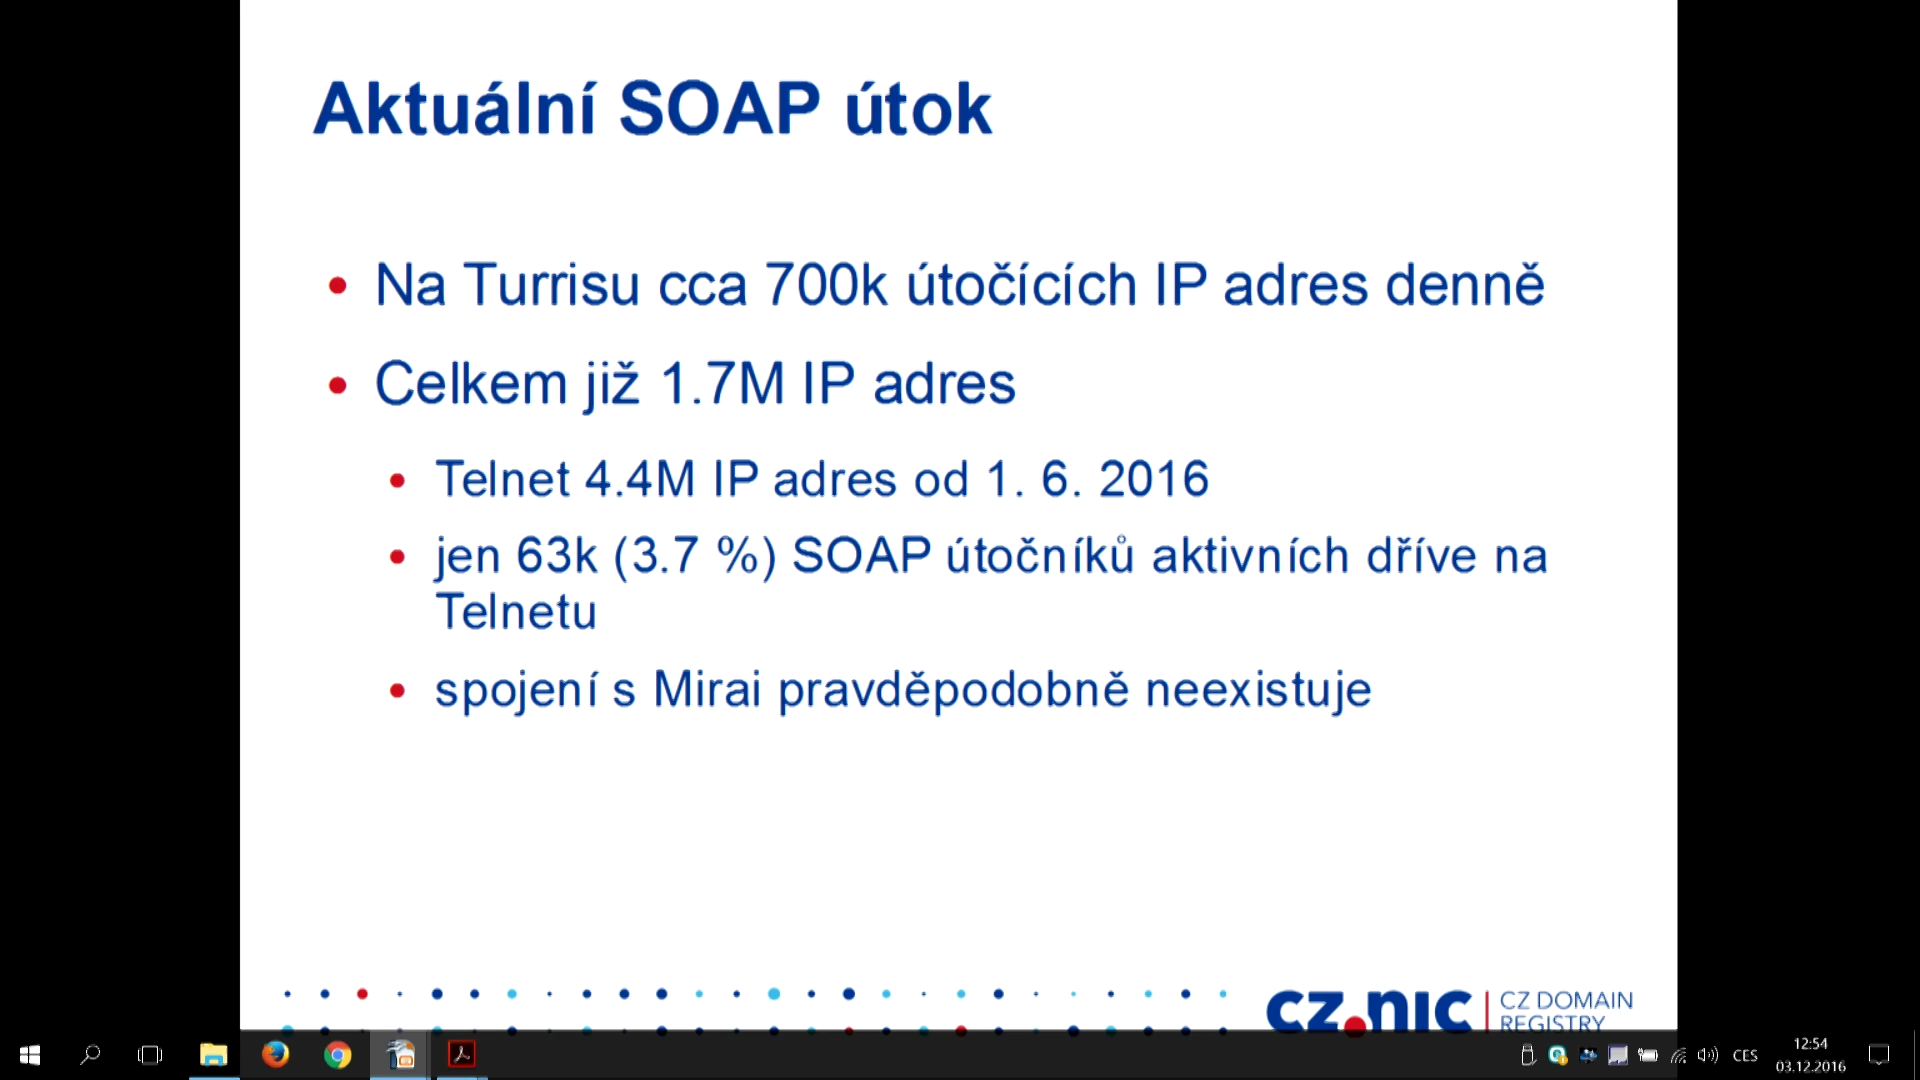 Aktuální SOAP útok
Na Turrisu cca 700k útočících IP adres denně
Celkem již 1.7M IP adres
Telnet 4.4M IP adres od 1. 6. 2016
jen 63k (3.7 %) SOAP útočníků aktivních dříve na
Telnetu
spojení s Mirai pravděpodobně neexistuje
cz.nic
CZ DOMAIN
REGISTRY
CES
12:54
03.12.2016